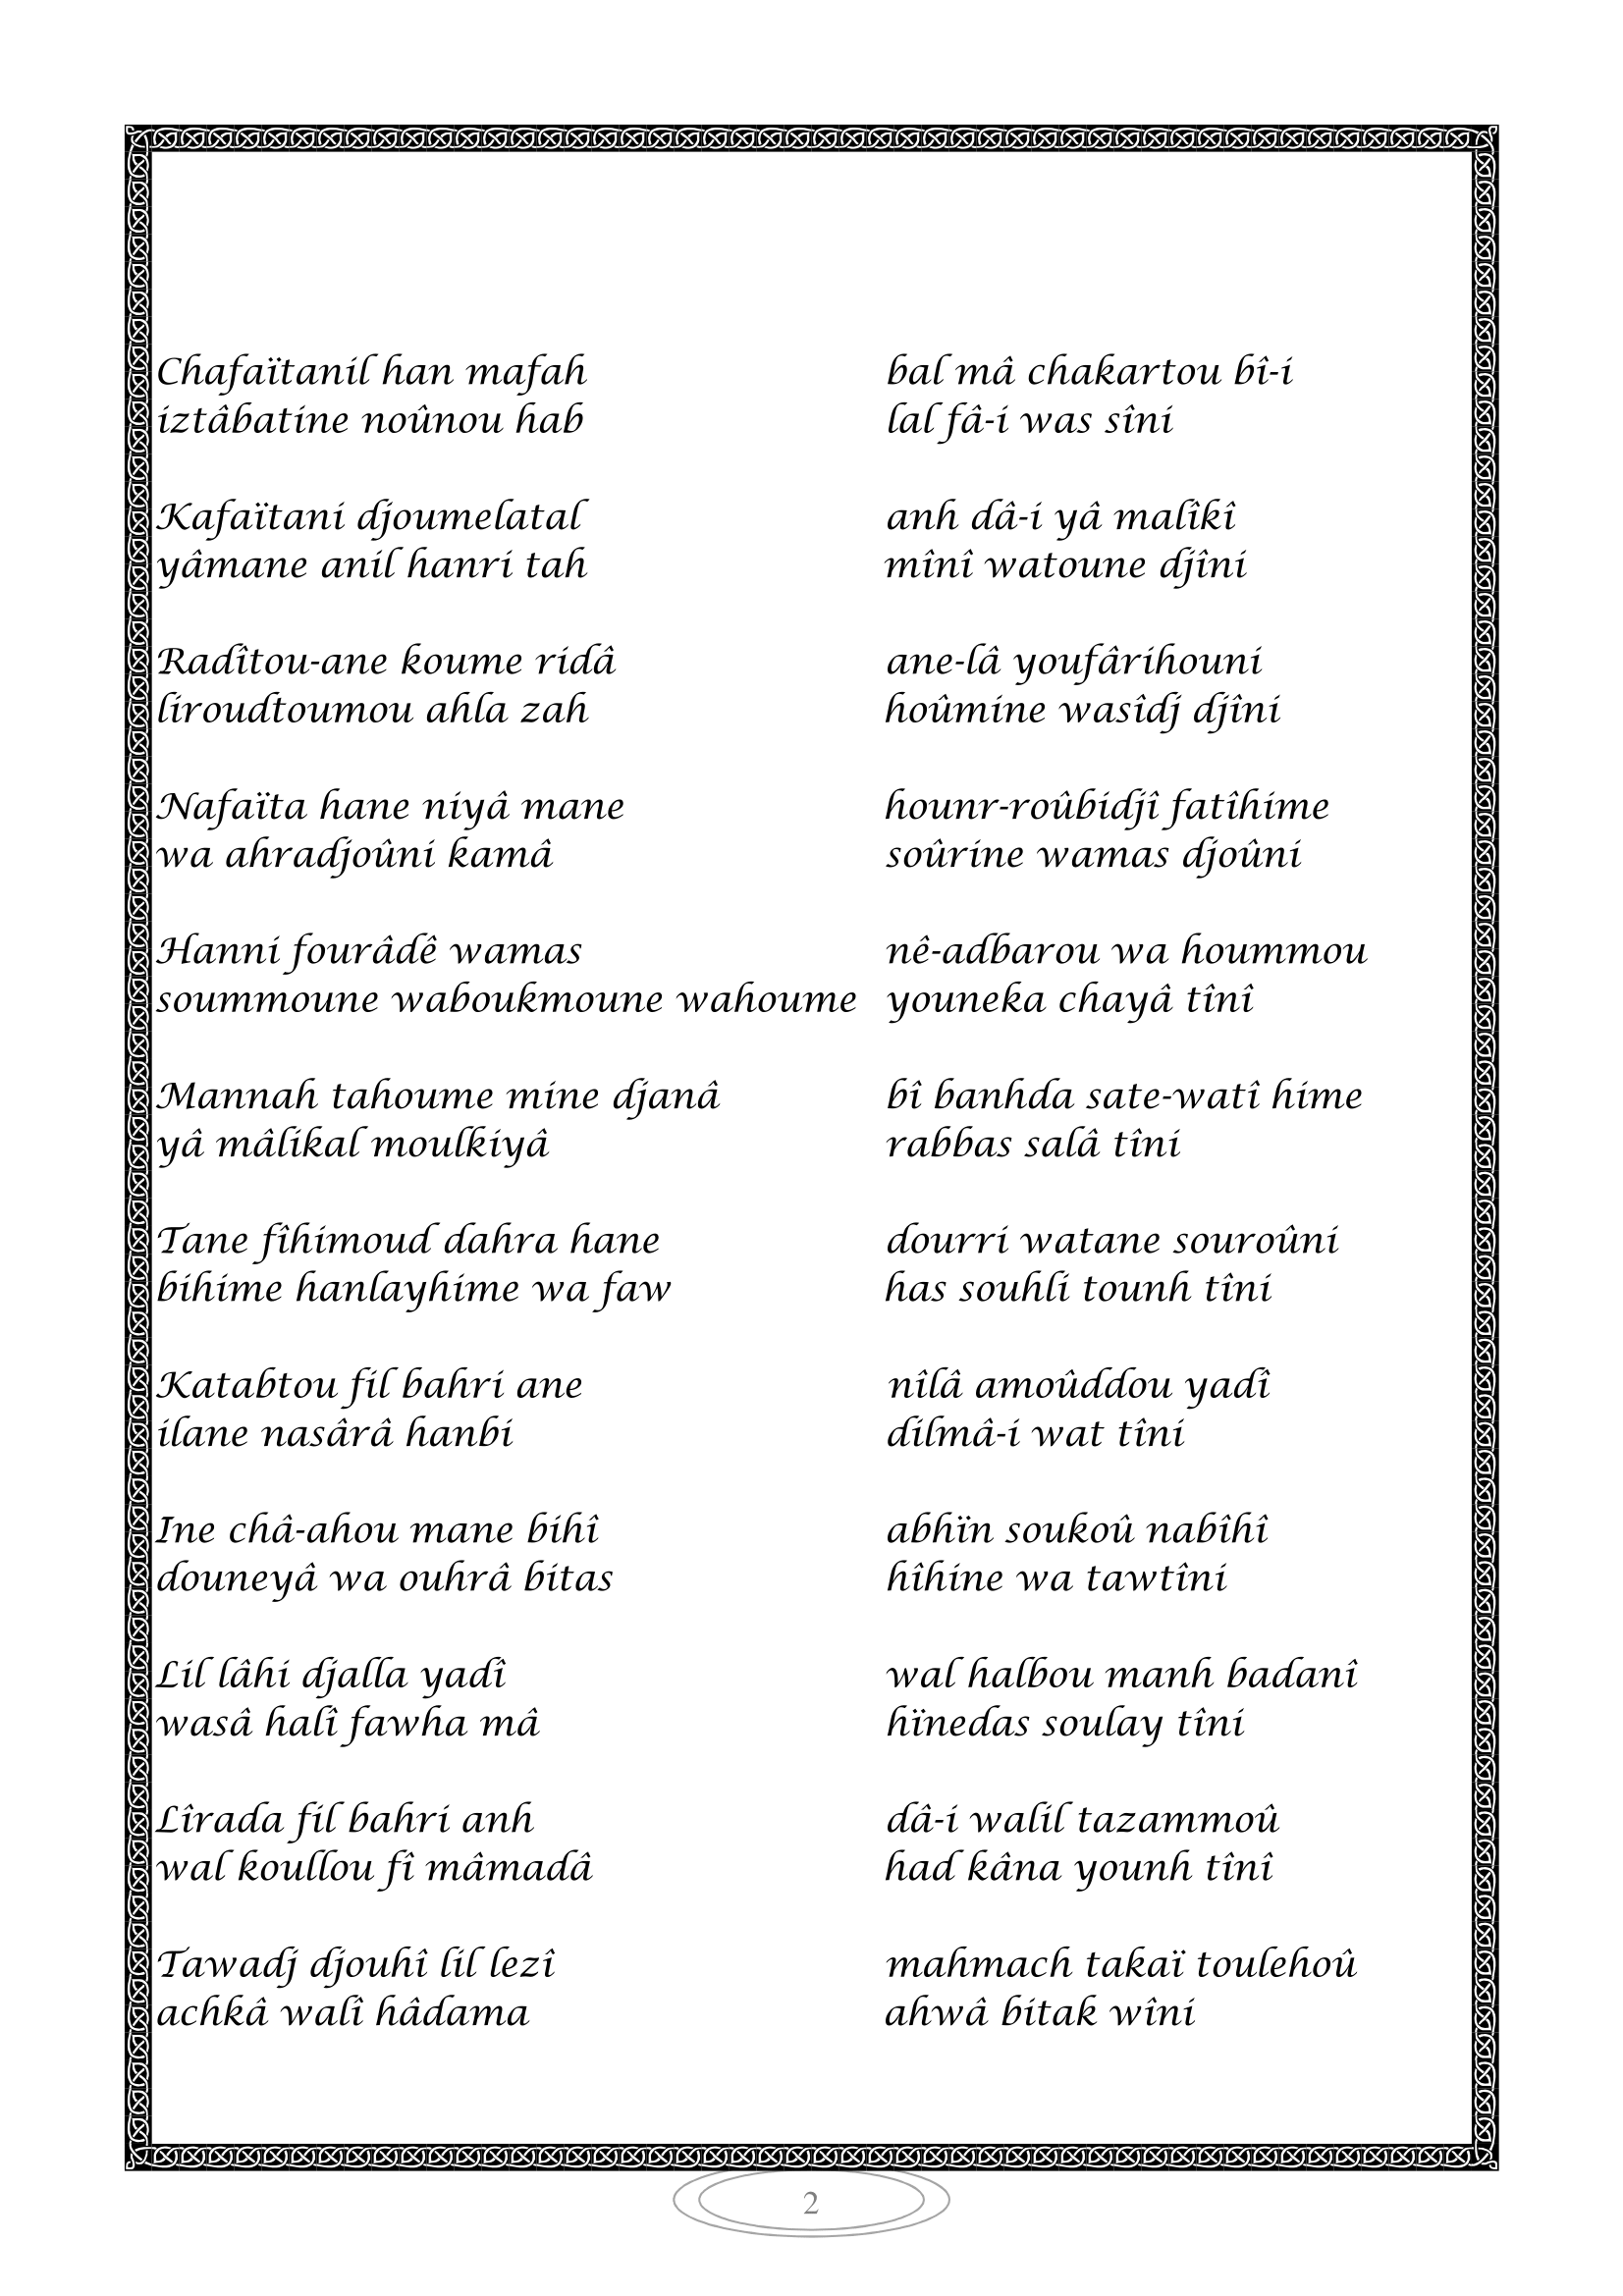 Chafaïtanil han mafah bal mâ chakartou bî-i
iztâbatine noûnou hab lal fâ-i was sîni
Kafaïtani djoumelatal anh dâ-i yâ malîkî
yâmane anil hanri tah mînî watoune djîni
Radîtou-ane koume ridâ ane-lâ youfârihouni
liroudtoumou ahla zah hoûmine wasîdj djîni
Nafaïta hane niyâ mane hounr-roûbidjî fatîhime
wa ahradjoûni kamâ soûrine wamas djoûni
Hanni fourâdê wamas nê-adbarou wa hoummou
soummoune waboukmoune wahoume youneka chayâ tînî
Mannah tahoume mine djanâ bî banhda sate-watî hime
yâ mâlikal moulkiyâ rabbas salâ tîni
Tane fîhimoud dahra hane dourri watane souroûni
bihime hanlayhime wa faw has souhli tounh tîni
Katabtou fil bahri ane nîlâ amoûddou yadî
ilane nasârâ hanbi dilmâ-i wat tîni
Ine châ-ahou mane bihî abhïn soukoû nabîhî
douneyâ wa ouhrâ bitas hîhine wa tawtîni
Lil lâhi djalla yadî wal halbou manh badanî
wasâ halî fawha mâ hïnedas soulay tîni
Lîrada fil bahri anh dâ-i walil tazammoû
wal koullou fî mâmadâ had kâna younh tînî
Tawadj djouhî lil lezî mahmach takaï toulehoû
achkâ walî hâdama ahwâ bitak wîni
2